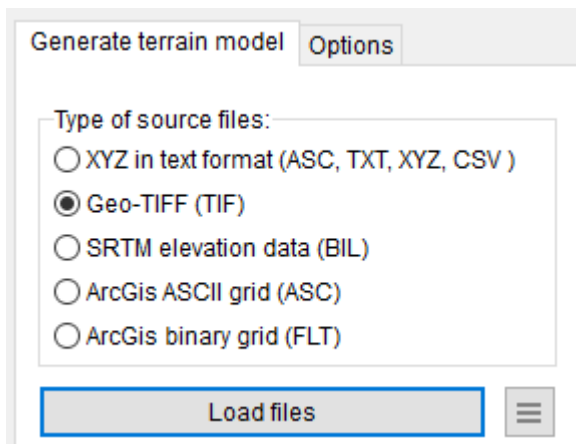 Generate terrain model
Options
Type of source files:
XYZ in text format (ASC, TXT, XYZ, CSV )
Geo-TIFF (TIF)
SRTM elevation data (BIL)
ArcGis ASCII grid (ASC)
ArcGis binary grid (FLT)
Load files